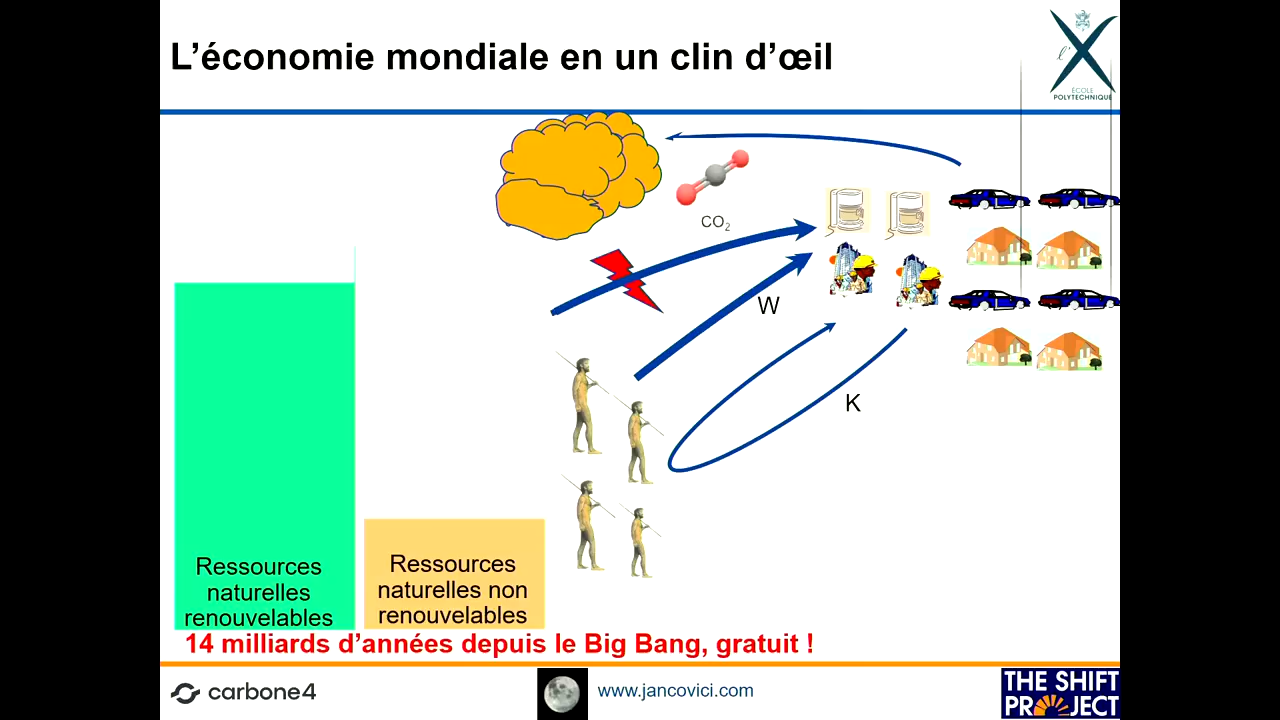 L’économie mondiale en un clin d’œil
ÉCOLE
POLYTECHNIQUE
CO₂
W
K
Ressources
naturelles
renouvelables
Ressources
naturelles non
renouvelables
14 milliards d’années depuis le Big Bang, gratuit !
carbone4
www.jancovici.com
THE SHIFT
PROJECT